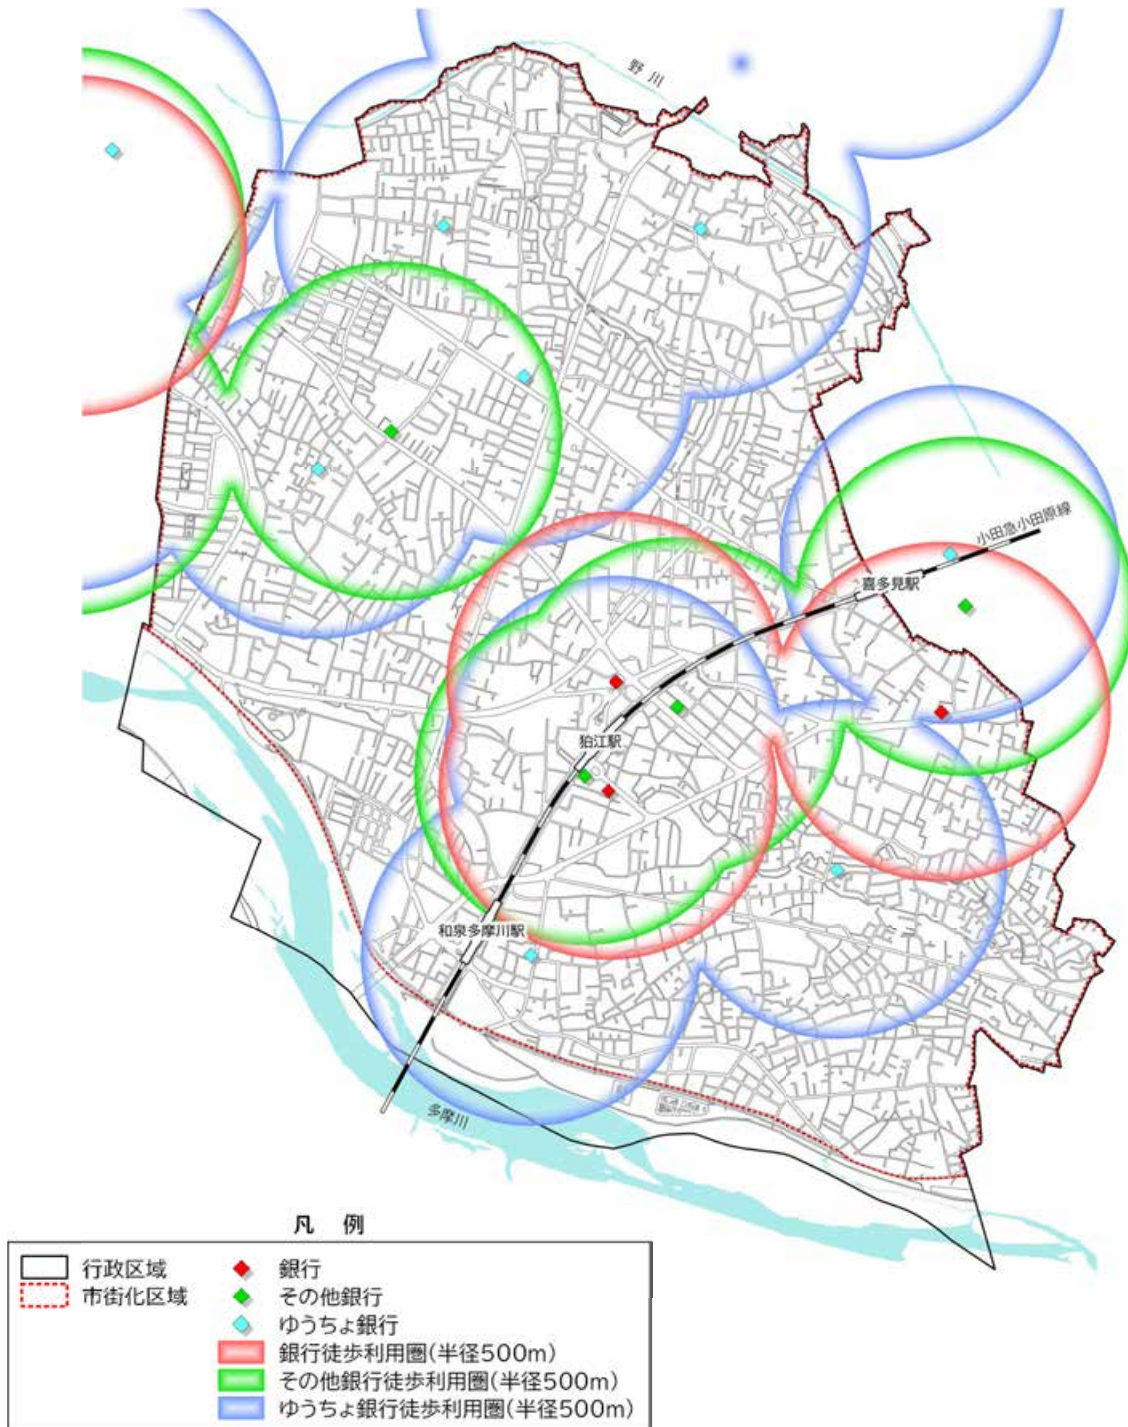 野川
小田急小田原線
喜多見駅
狛江駅
和泉多摩川駅
多摩川
凡 例
行政区域
市街化区域
銀行
その他銀行
ゆうちょ銀行
銀行徒歩利用圏(半径500m)
その他銀行徒歩利用圏(半径500m)
ゆうちょ銀行徒歩利用圏(半径500m)